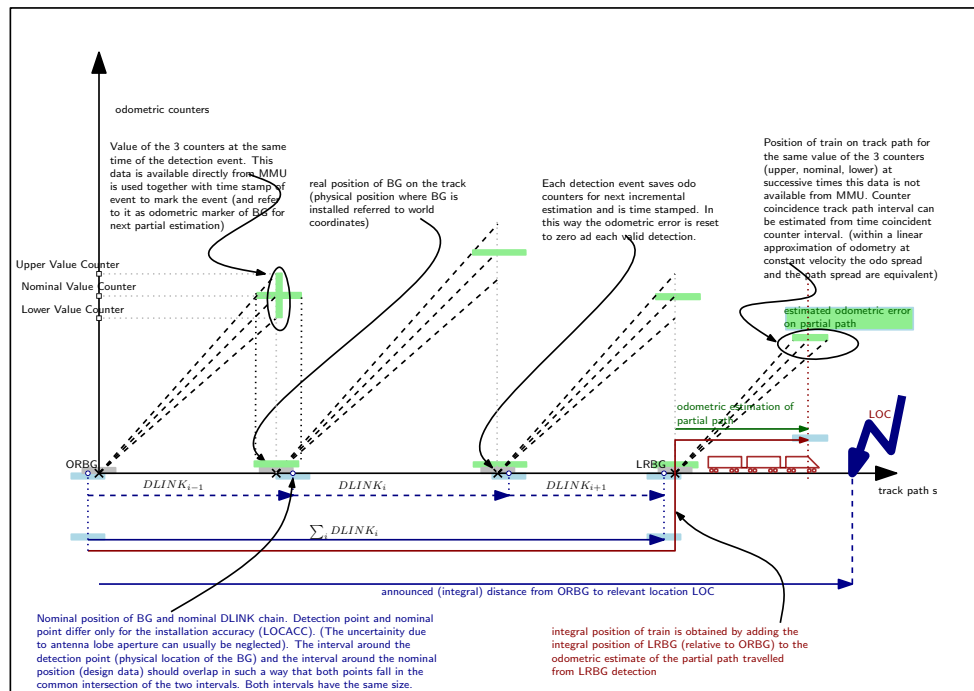 odometric counters
Value of the 3 counters at the same
time of the detection event. This
data is available directly from MMU
is used together with time stamp of
event to mark the event (and refer
to it as odometric marker of BG for
next partial estimation)
real position of BG on the track
(physical position where BG is
installed referred to world
coordinates)
Each detection event saves odo
counters for next incremental
estimation and is time stamped. In
this way the odometric error is reset
to zero ad each valid detection.
Position of train on track path for
the same value of the 3 counters
(upper, nominal, lower) at
successive times this data is not
available from MMU. Counter
coincidence track path interval can
be estimated from time coincident
counter interval. (within a linear
approximation of odometry at
constant velocity the odo spread
and the path spread are equivalent)
Upper Value Counter
Nominal Value Counter
Lower Value Counter
estimated odometric error
on partial path
odometric estimation of
partial path
LOC
ORBG
LRBG
track path s
DLINK_{i−1}
DLINK_i
DLINK_{i+1}
∑_i DLINK_i
announced (integral) distance from ORBG to relevant location LOC
Nominal position of BG and nominal DLINK chain. Detection point and nominal
point differ only for the installation accuracy (LOCACC). (The uncertainity due
to antenna lobe aperture can usually be neglected). The interval around the
detection point (physical location of the BG) and the interval around the nominal
position (design data) should overlap in such a way that both points fall in the
common intersection of the two intervals. Both intervals have the same size.
integral position of train is obtained by adding the
integral position of LRBG (relative to ORBG) to the
odometric estimate of the partial path travelled
from LRBG detection